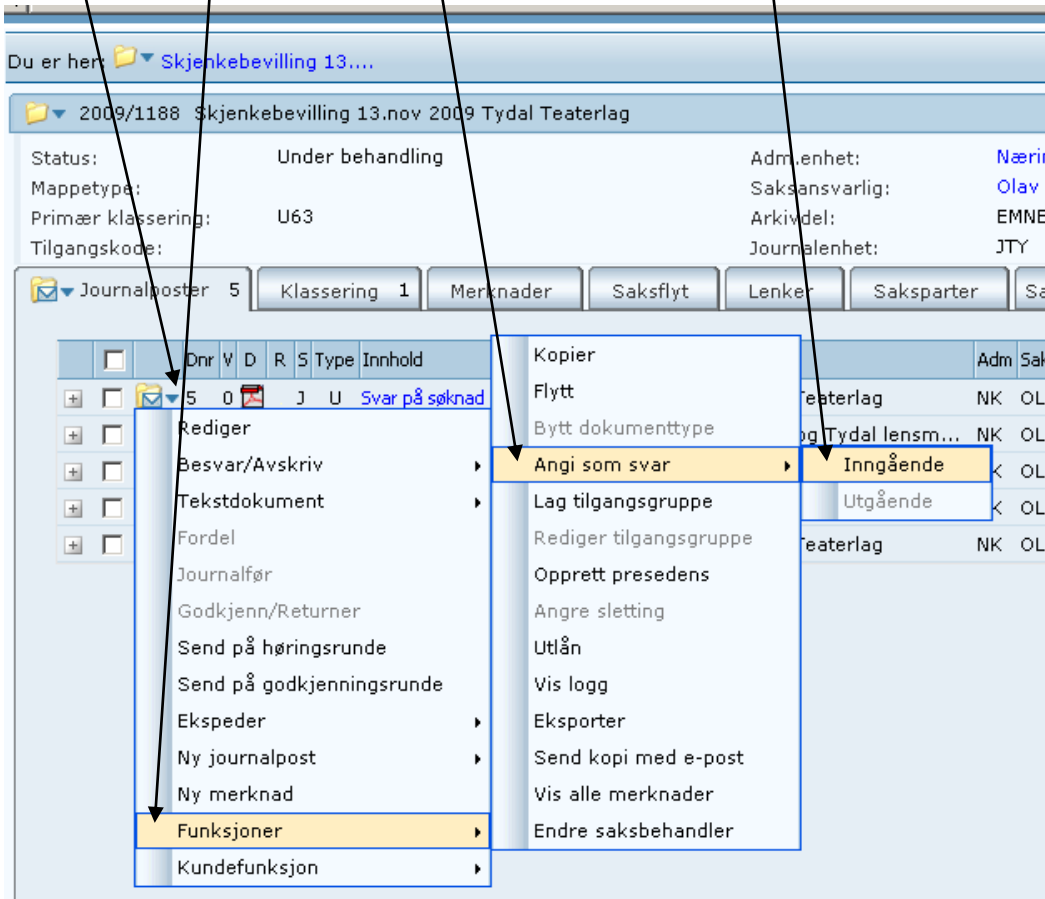 Du er her: Skjenkebevilling 13....
2009/1188 Skjenkebevilling 13.nov 2009 Tydal Teaterlag
Status: Under behandling Adm.enhet:
Mappetype: Saksansvarlig: Olav
Primær klassering: U63 Arkivdel: EMNE
Tilgangskode: Journalenhet: JTY
Journalposter 5 Klassering 1 Merknader Saksflyt Lenker Saksparter
Dnr V D R S Type Innhold Adm Sak
5 0 J U Svar på søknad Teaterlag NK OL
og Tydal lensm... NK OL
K OL
K OL
Teaterlag NK OL
Rediger
Besvar/Avskriv
Tekstdokument
Fordel
Journalfør
Godkjenn/Returner
Send på høringsrunde
Send på godkjenningsrunde
Ekspeder
Ny journalpost
Ny merknad
Funksjoner
Kundefunksjon
Kopier
Flytt
Bytt dokumenttype
Angi som svar
Lag tilgangsgruppe
Rediger tilgangsgruppe
Opprett presedens
Angre sletting
Utlån
Vis logg
Eksporter
Send kopi med e-post
Vis alle merknader
Endre saksbehandler
Inngående
Utgående